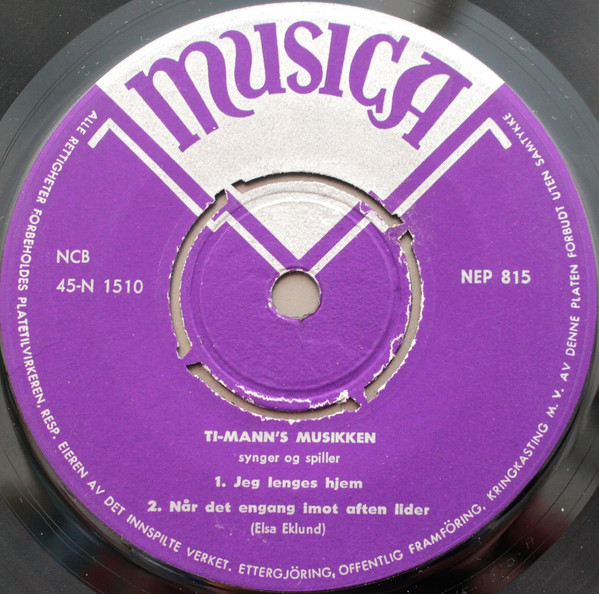 MUSICA
NCB
45-N 1510
NEP 815
TI-MANN'S MUSIKKEN
synger og spiller
1. Jeg lenges hjem
2. Når det engang imot aften lider
(Elsa Eklund)
ALLE RETTIGHETER FORBEHOLDES PLATETILVIRKEREN, RESP. EIEREN AV DET INNSPILTE VERKET. ETTERGJÖRING, OFFENTLIG FRAMFÖRING, KRINGKASTING M. V. AV DENNE PLATEN FORBUDT UTEN SAMTYKKE